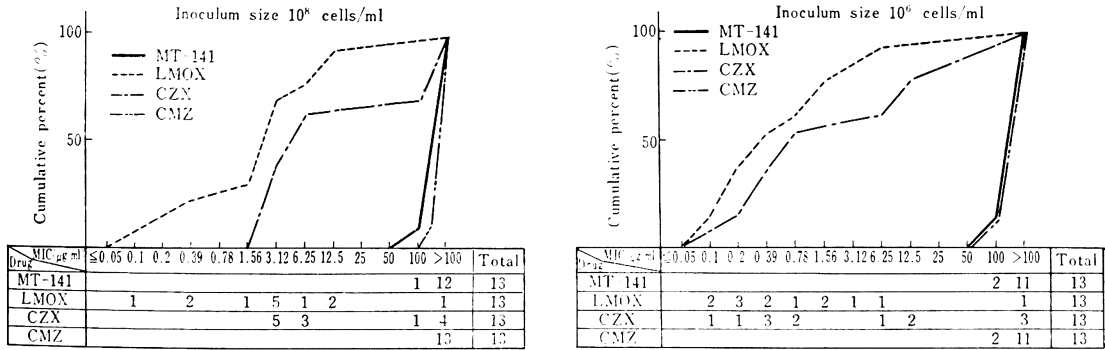 Inoculum size 10⁸ cells/ml
100
50
Cumulative percent (%)
MT-141
LMOX
CZX
CMZ
Drug MIC(μg/ml) ≦0.05 0.1 0.2 0.39 0.78 1.56 3.12 6.25 12.5 25 50 100 >100 Total
MT-141 1 12 13
LMOX 1 2 1 5 1 2 1 13
CZX 5 3 1 4 13
CMZ 13 13
Inoculum size 10⁶ cells/ml
100
50
Cumulative percent (%)
MT-141
LMOX
CZX
CMZ
Drug MIC ≦0.05 0.1 0.2 0.39 0.78 1.56 3.12 6.25 12.5 25 50 100 >100 Total
MT-141 2 11 13
LMOX 2 3 2 1 2 1 1 1 13
CZX 1 1 3 2 1 2 3 13
CMZ 2 11 13